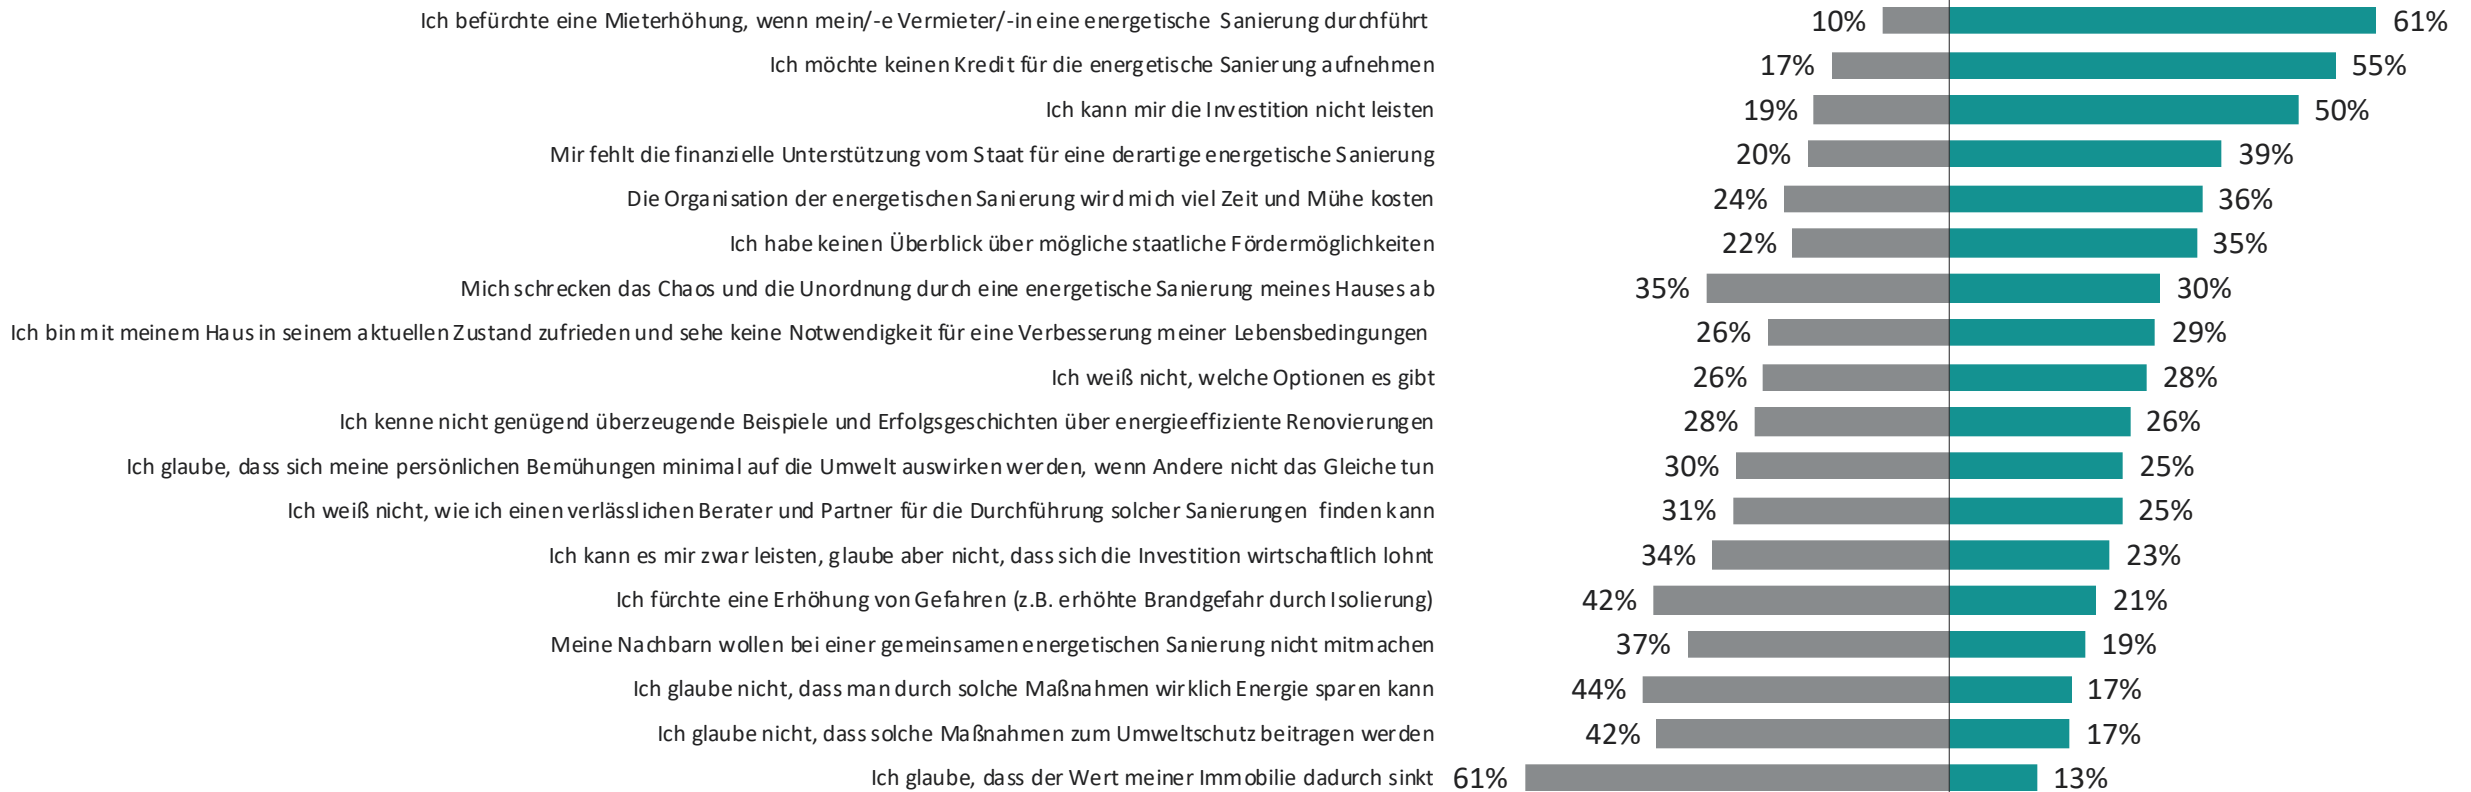 Ich befürchte eine Mieterhöhung, wenn mein/-e Vermieter/-in eine energetische Sanierung durchführt 10% 61%
Ich möchte keinen Kredit für die energetische Sanierung aufnehmen 17% 55%
Ich kann mir die Investition nicht leisten 19% 50%
Mir fehlt die finanzielle Unterstützung vom Staat für eine derartige energetische Sanierung 20% 39%
Die Organisation der energetischen Sanierung wird mich viel Zeit und Mühe kosten 24% 36%
Ich habe keinen Überblick über mögliche staatliche Fördermöglichkeiten 22% 35%
Mich schrecken das Chaos und die Unordnung durch eine energetische Sanierung meines Hauses ab 35% 30%
Ich bin mit meinem Haus in seinem aktuellen Zustand zufrieden und sehe keine Notwendigkeit für eine Verbesserung meiner Lebensbedingungen 26% 29%
Ich weiß nicht, welche Optionen es gibt 26% 28%
Ich kenne nicht genügend überzeugende Beispiele und Erfolgsgeschichten über energieeffiziente Renovierungen 28% 26%
Ich glaube, dass sich meine persönlichen Bemühungen minimal auf die Umwelt auswirken werden, wenn Andere nicht das Gleiche tun 30% 25%
Ich weiß nicht, wie ich einen verlässlichen Berater und Partner für die Durchführung solcher Sanierungen finden kann 31% 25%
Ich kann es mir zwar leisten, glaube aber nicht, dass sich die Investition wirtschaftlich lohnt 34% 23%
Ich fürchte eine Erhöhung von Gefahren (z.B. erhöhte Brandgefahr durch Isolierung) 42% 21%
Meine Nachbarn wollen bei einer gemeinsamen energetischen Sanierung nicht mitmachen 37% 19%
Ich glaube nicht, dass man durch solche Maßnahmen wirklich Energie sparen kann 44% 17%
Ich glaube nicht, dass solche Maßnahmen zum Umweltschutz beitragen werden 42% 17%
Ich glaube, dass der Wert meiner Immobilie dadurch sinkt 61% 13%